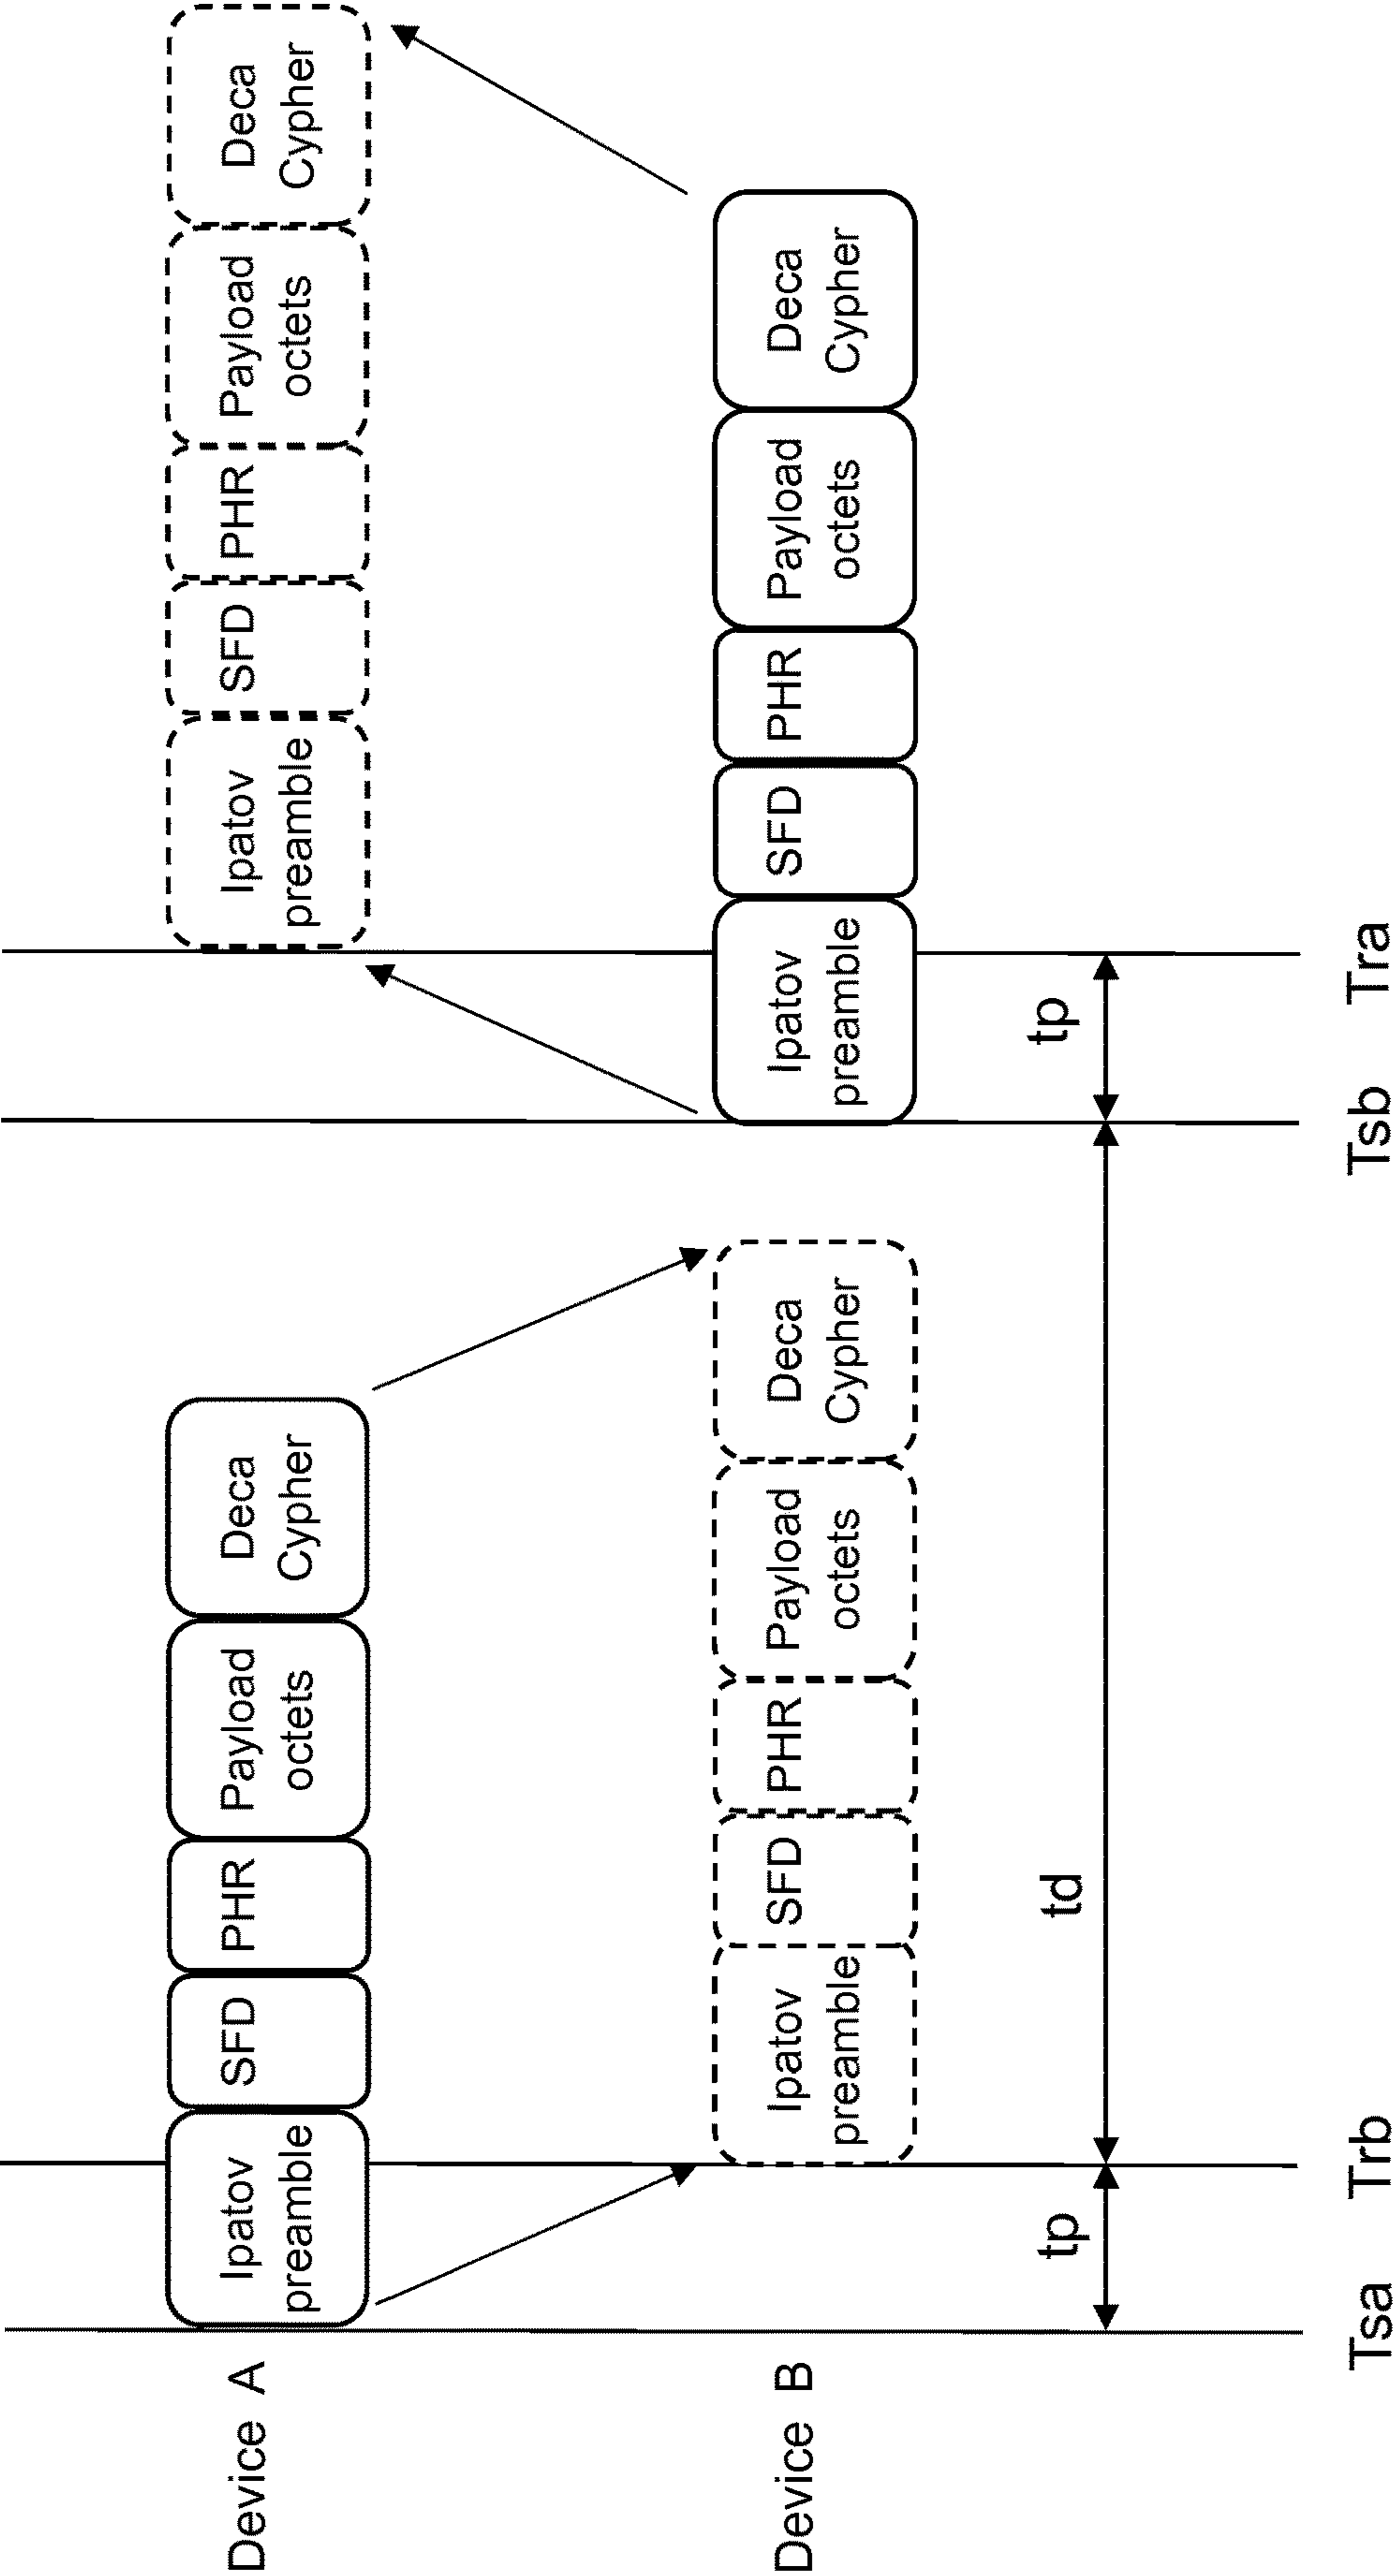 Device A
Ipatov
preamble
SFD
PHR
Payload
octets
Deca
Cypher
Ipatov
preamble
SFD
PHR
Payload
octets
Deca
Cypher
Device B
Ipatov
preamble
SFD
PHR
Payload
octets
Deca
Cypher
Ipatov
preamble
SFD
PHR
Payload
octets
Deca
Cypher
tp
td
tp
Tsa
Trb
Tsb
Tra